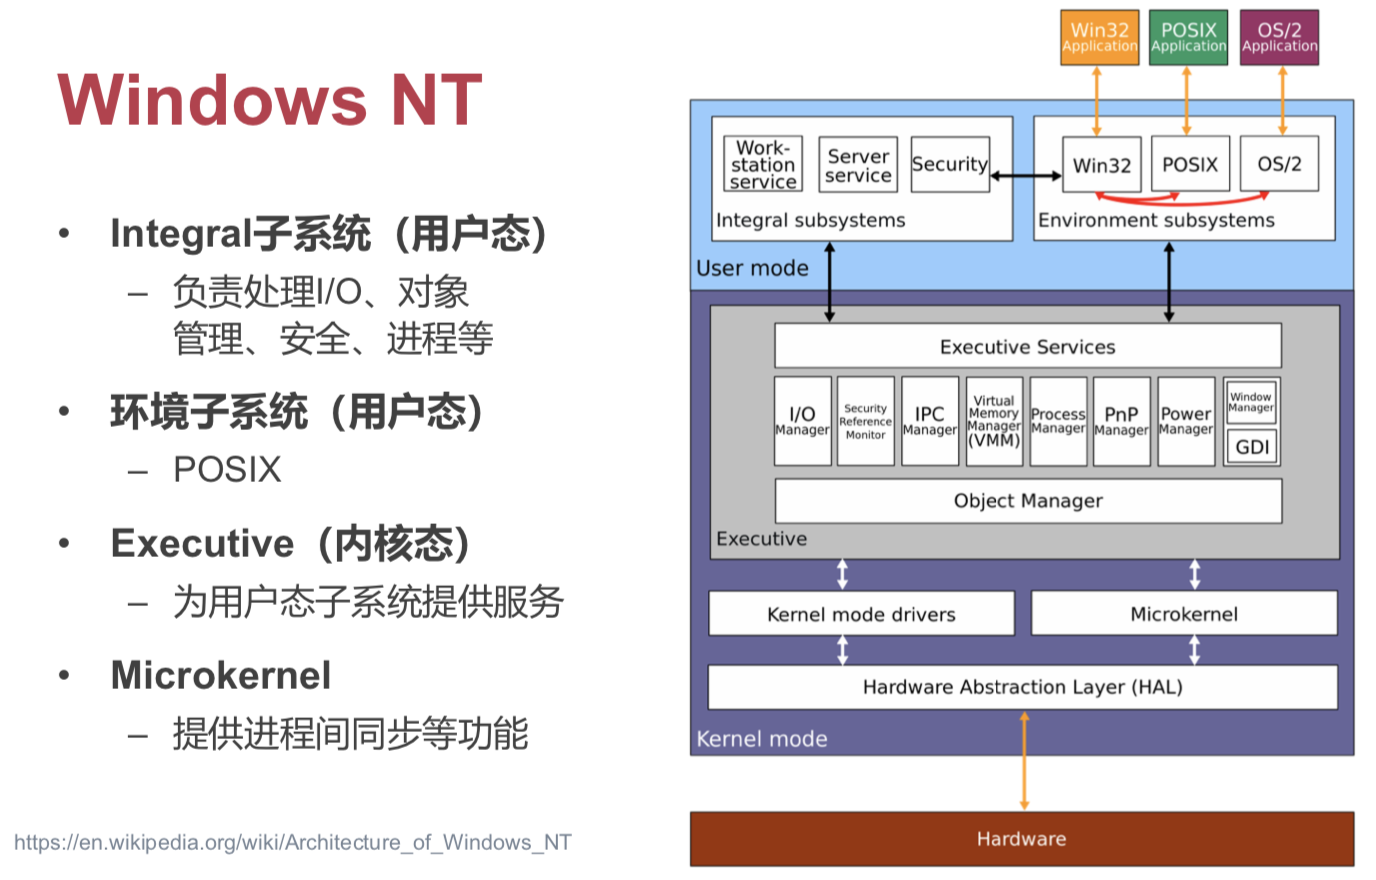 Windows NT
• Integral子系统（用户态）
– 负责处理I/O、对象
管理、安全、进程等
• 环境子系统（用户态）
– POSIX
• Executive（内核态）
– 为用户态子系统提供服务
• Microkernel
– 提供进程间同步等功能
https://en.wikipedia.org/wiki/Architecture_of_Windows_NT
Win32
Application
POSIX
Application
OS/2
Application
Work-
station
service
Server
service
Security
Integral subsystems
Win32
POSIX
OS/2
Environment subsystems
User mode
Executive Services
I/O
Manager
Security
Reference
Monitor
IPC
Manager
Virtual
Memory
Manager
(VMM)
Process
Manager
PnP
Manager
Power
Manager
Window
Manager
GDI
Object Manager
Executive
Kernel mode drivers
Microkernel
Hardware Abstraction Layer (HAL)
Kernel mode
Hardware